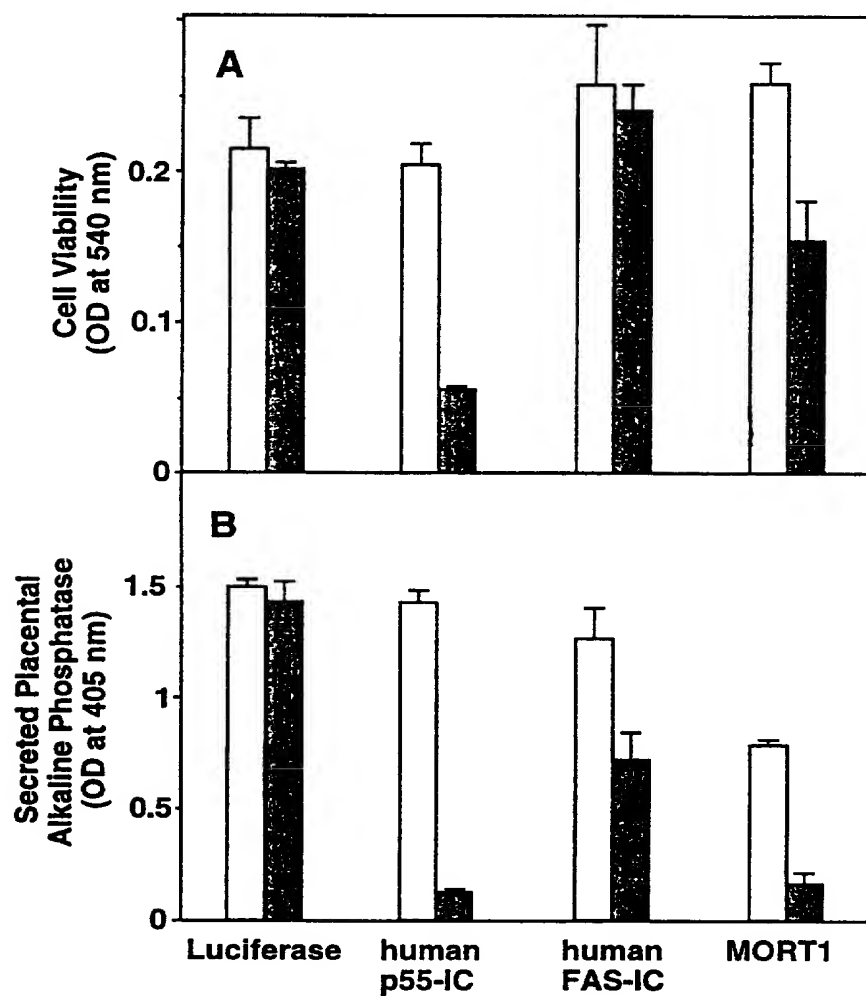 A
Cell Viability
(OD at 540 nm)
0.2
0.1
0
B
Secreted Placental
Alkaline Phosphatase
(OD at 405 nm)
1.5
1
0.5
0
Luciferase
human
p55-IC
human
FAS-IC
MORT1